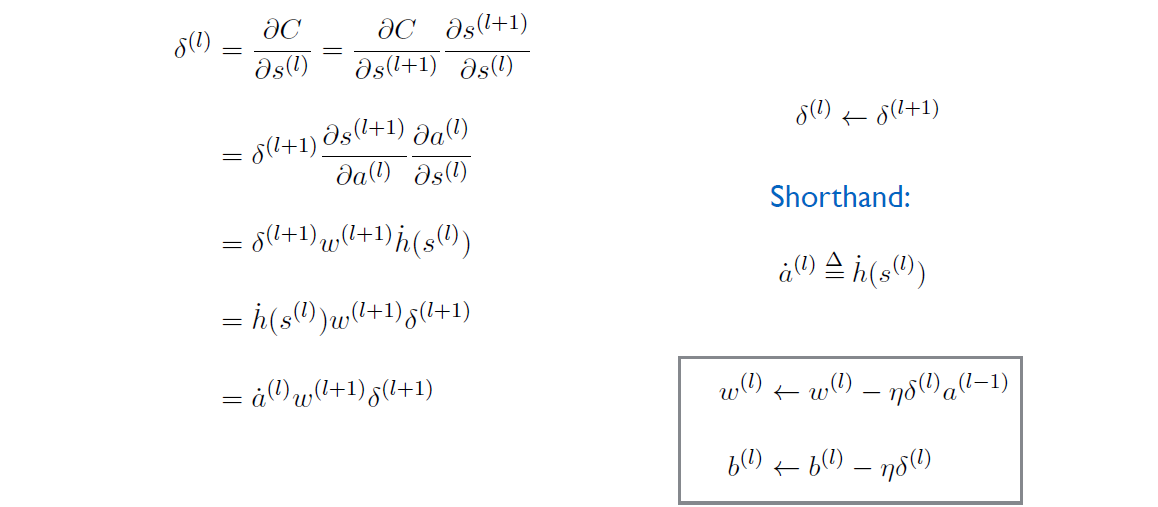 δ^(l) = ∂C/∂s^(l) = ∂C/∂s^(l+1) ∂s^(l+1)/∂s^(l)
= δ^(l+1) ∂s^(l+1)/∂a^(l) ∂a^(l)/∂s^(l)
= δ^(l+1) w^(l+1) ḣ(s^(l))
= ḣ(s^(l)) w^(l+1) δ^(l+1)
= ȧ^(l) w^(l+1) δ^(l+1)
δ^(l) ← δ^(l+1)
Shorthand:
ȧ^(l) ≜ ḣ(s^(l))
w^(l) ← w^(l) − ηδ^(l) a^(l−1)
b^(l) ← b^(l) − ηδ^(l)